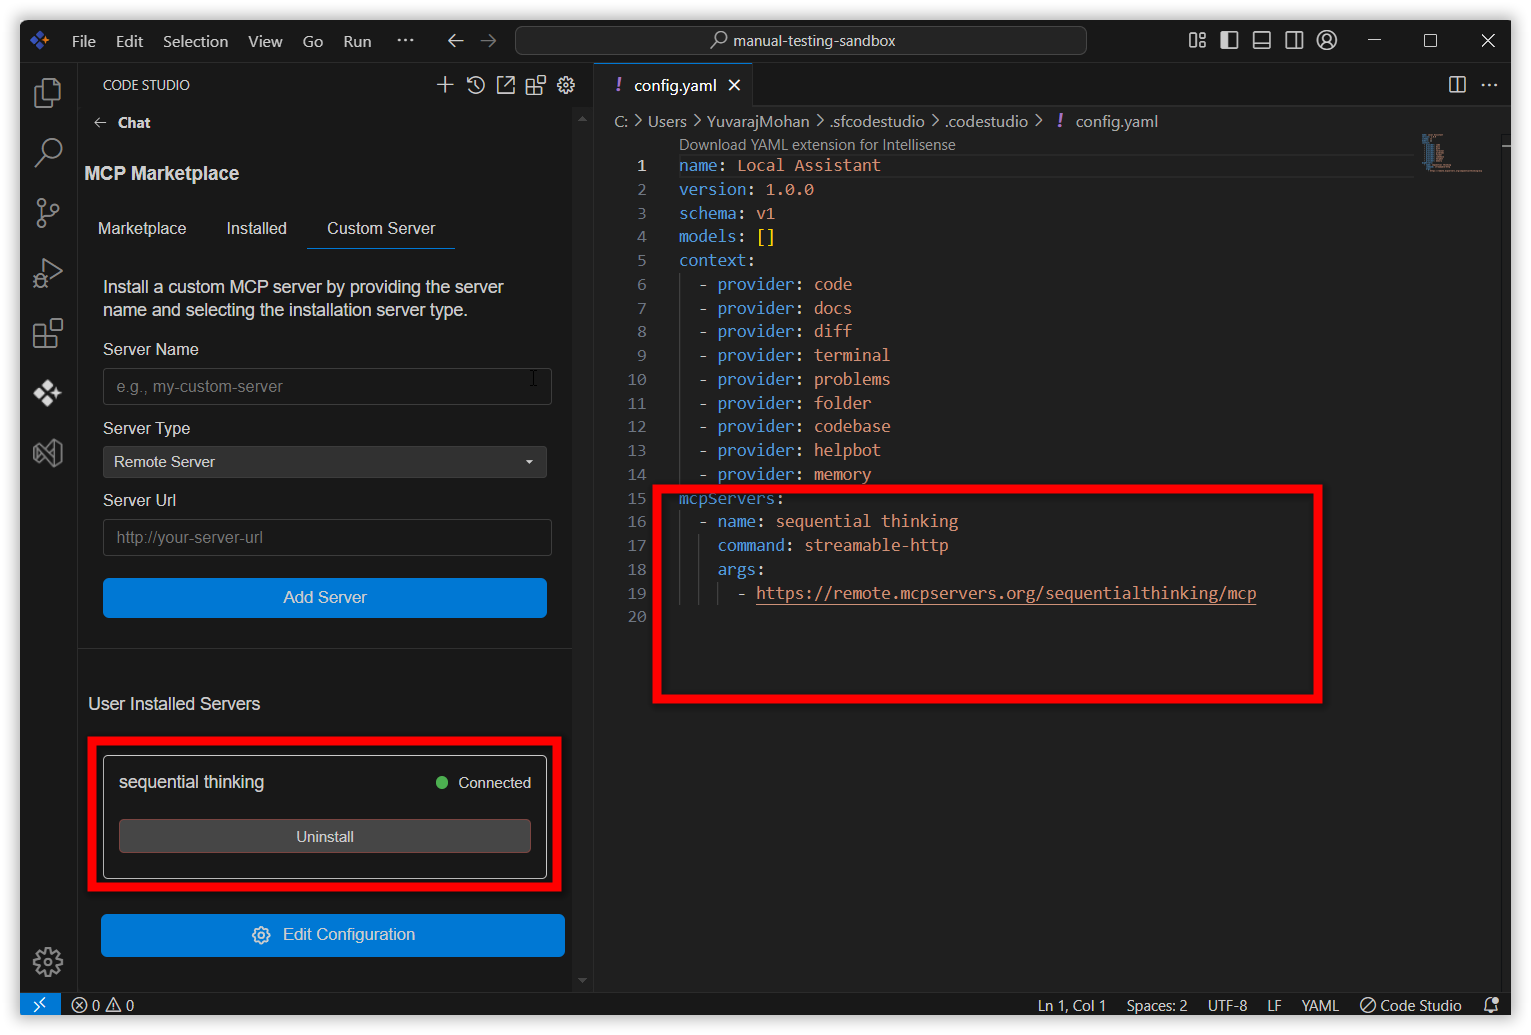 File Edit Selection View Go Run ···
manual-testing-sandbox
CODE STUDIO
Chat
MCP Marketplace
Marketplace Installed Custom Server
Install a custom MCP server by providing the server
name and selecting the installation server type.
Server Name
e.g., my-custom-server
Server Type
Remote Server
Server Url
http://your-server-url
Add Server
User Installed Servers
sequential thinking Connected
Uninstall
Edit Configuration
! config.yaml
C: > Users > YuvarajMohan > .sfcodestudio > .codestudio > ! config.yaml
Download YAML extension for Intellisense
1 name: Local Assistant
2 version: 1.0.0
3 schema: v1
4 models: []
5 context:
6 - provider: code
7 - provider: docs
8 - provider: diff
9 - provider: terminal
10 - provider: problems
11 - provider: folder
12 - provider: codebase
13 - provider: helpbot
14 - provider: memory
15 mcpServers:
16 - name: sequential thinking
17 command: streamable-http
18 args:
19 - https://remote.mcpservers.org/sequentialthinking/mcp
20
0 0
Ln 1, Col 1 Spaces: 2 UTF-8 LF YAML Code Studio